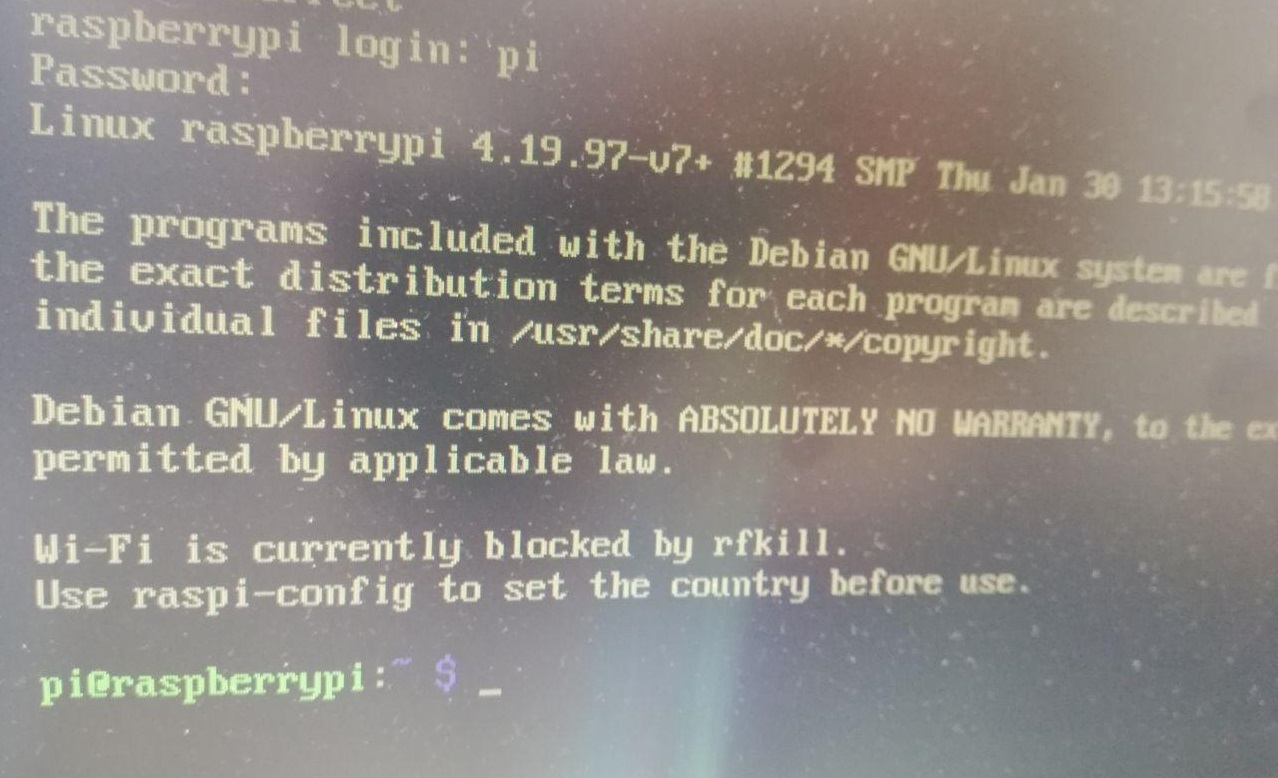 raspberrypi login: pi
Password:
Linux raspberrypi 4.19.97-v7+ #1294 SMP Thu Jan 30 13:15:58
The programs included with the Debian GNU/Linux system are
the exact distribution terms for each program are described
individual files in /usr/share/doc/*/copyright.
Debian GNU/Linux comes with ABSOLUTELY NO WARRANTY, to the
permitted by applicable law.
Wi-Fi is currently blocked by rfkill.
Use raspi-config to set the country before use.
pi@raspberrypi:~ $ _